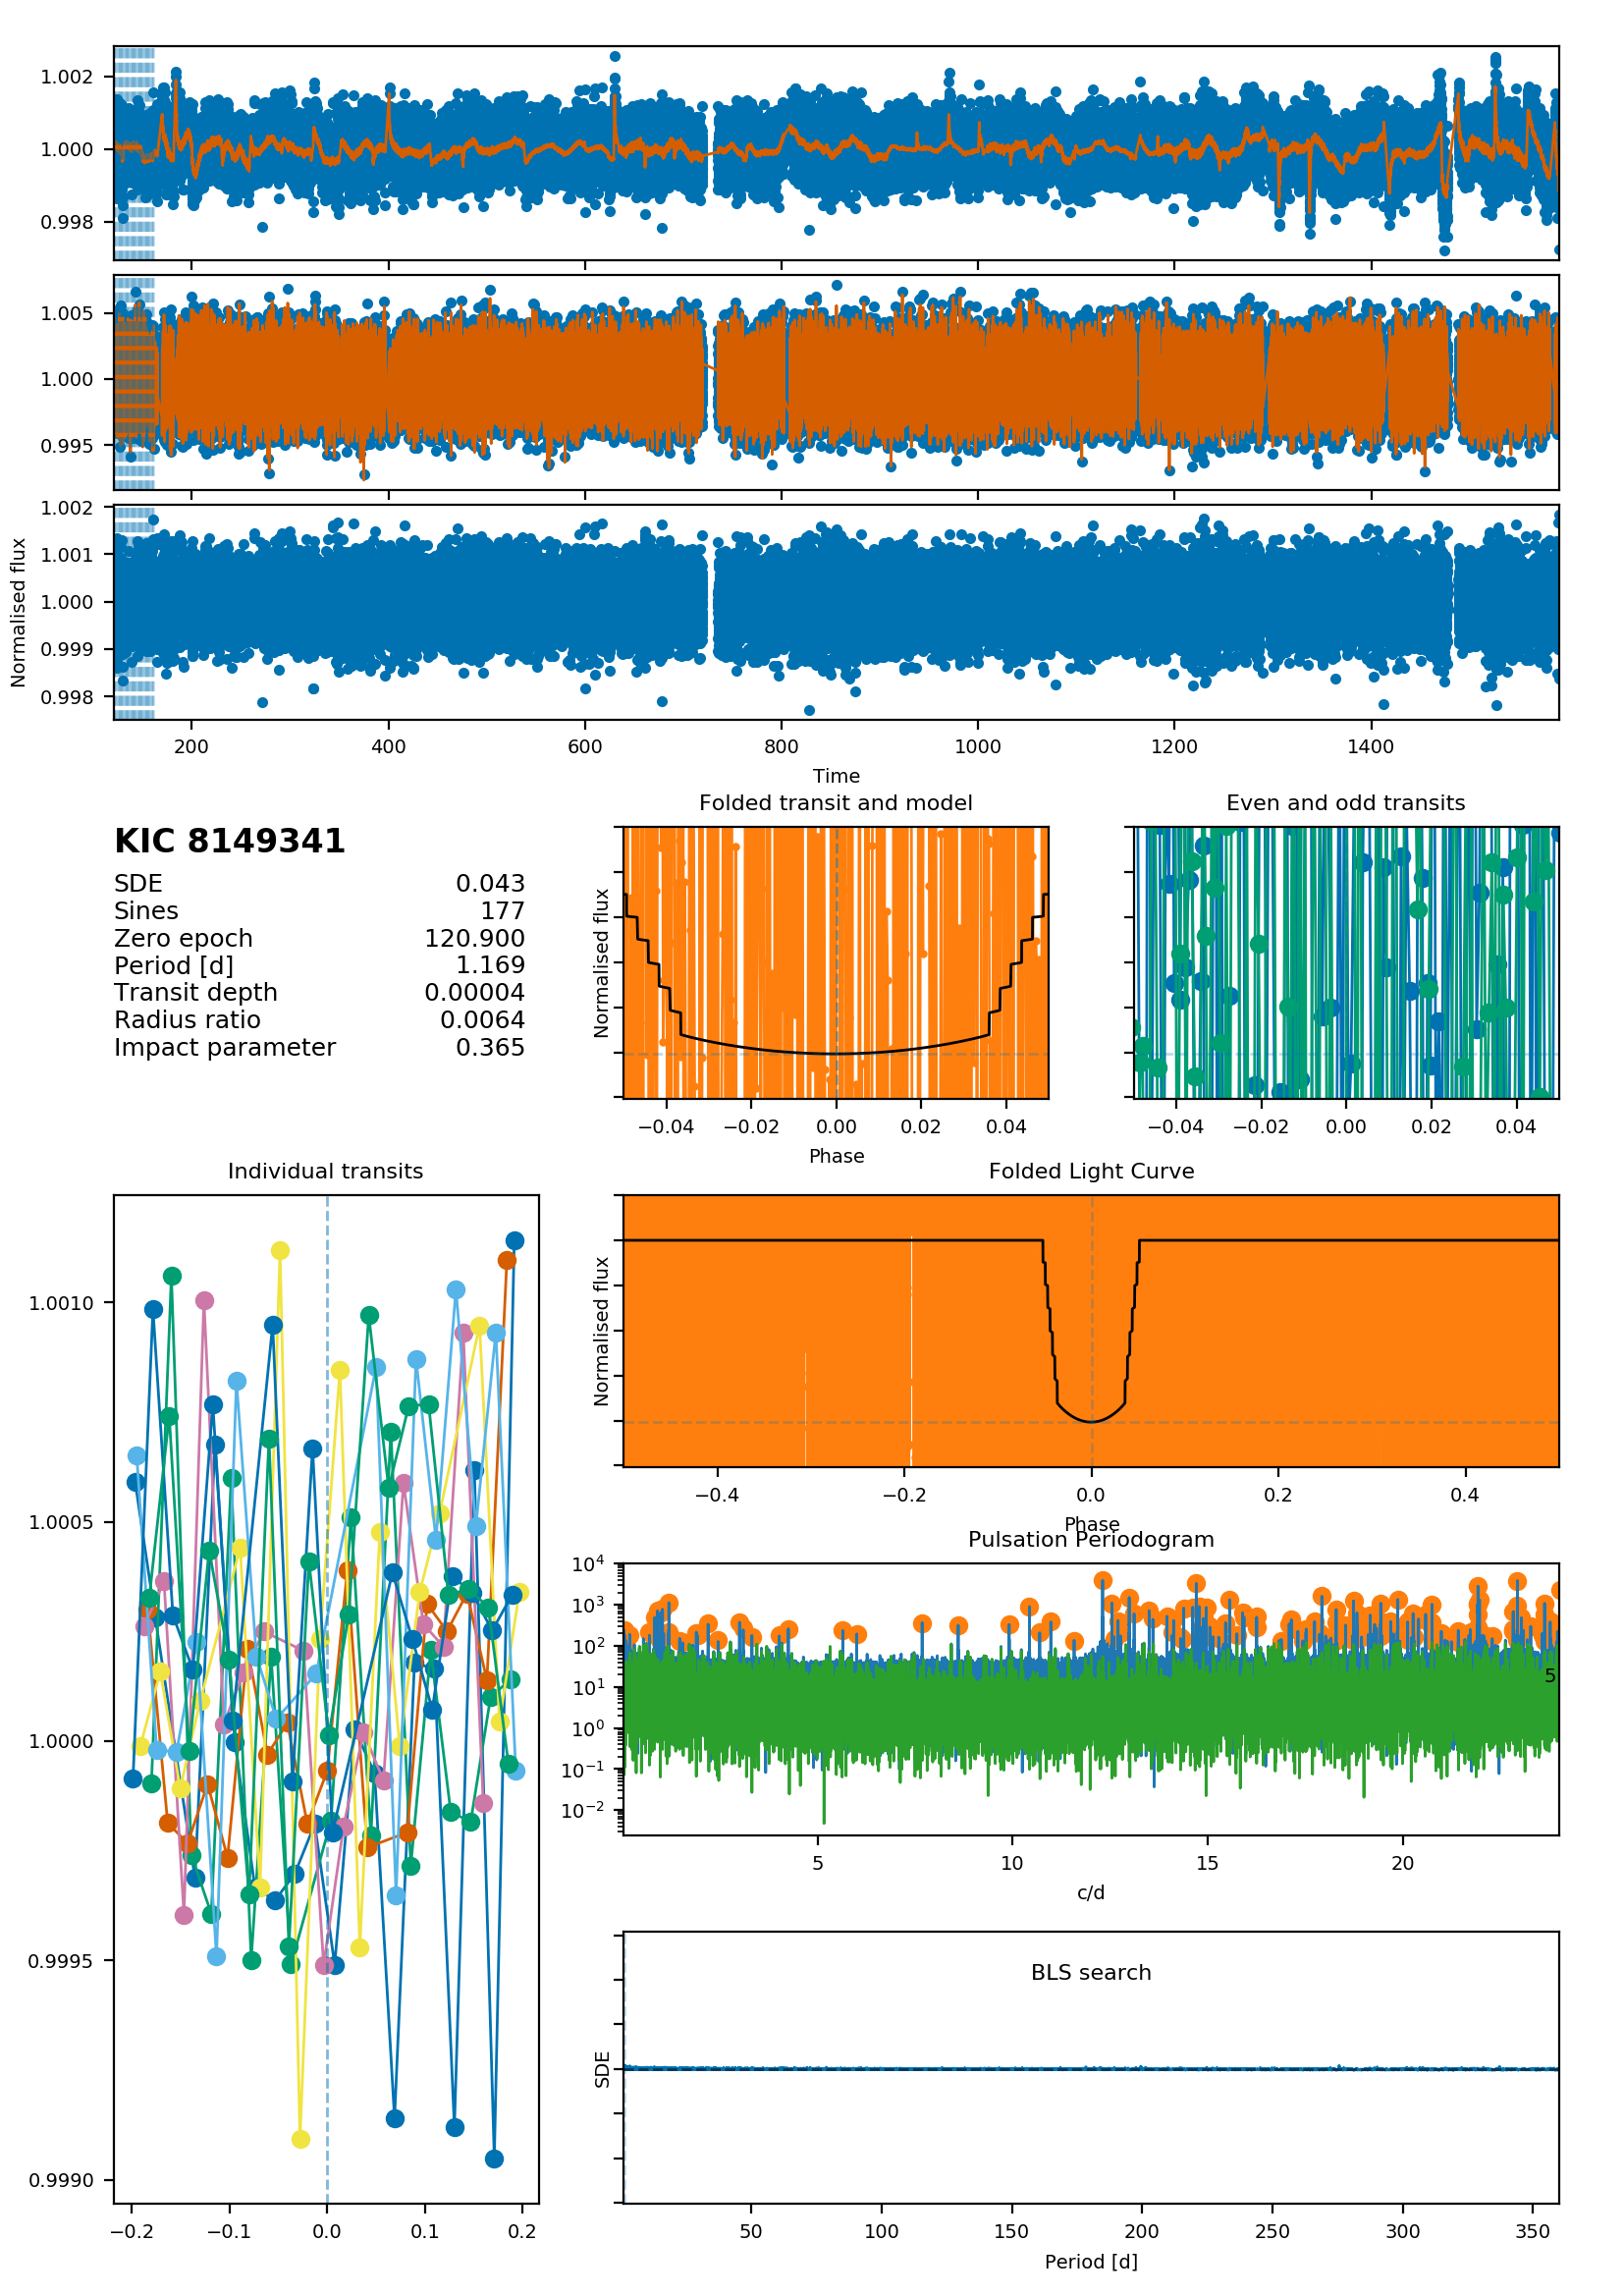 1.002
1.000
0.998
1.005
1.000
0.995
1.002
1.001
1.000
0.999
0.998
Normalised flux
200 400 600 800 1000 1200 1400
Time
KIC 8149341
SDE 0.043
Sines 177
Zero epoch 120.900
Period [d] 1.169
Transit depth 0.00004
Radius ratio 0.0064
Impact parameter 0.365
Folded transit and model
Normalised flux
−0.04 −0.02 0.00 0.02 0.04
Phase
Even and odd transits
−0.04 −0.02 0.00 0.02 0.04
Individual transits
1.0010
1.0005
1.0000
0.9995
0.9990
−0.2 −0.1 0.0 0.1 0.2
Folded Light Curve
Normalised flux
−0.4 −0.2 0.0 0.2 0.4
Phase
Pulsation Periodogram
10⁴
10³
10²
10¹
10⁰
10⁻¹
10⁻²
5
5 10 15 20
c/d
BLS search
SDE
50 100 150 200 250 300 350
Period [d]